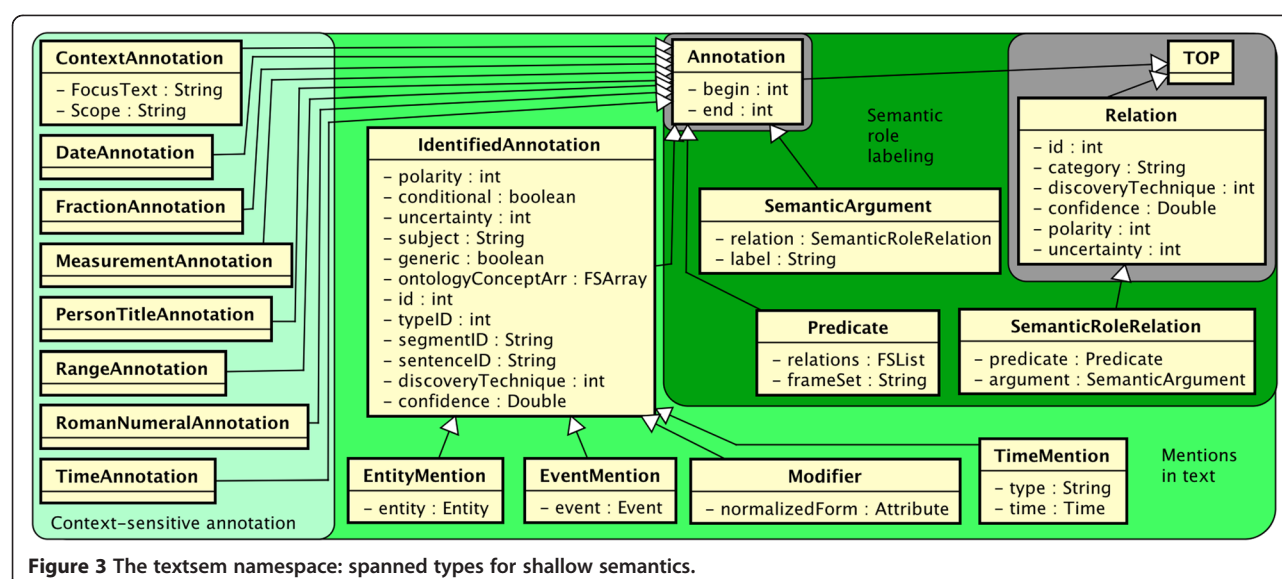 ContextAnnotation
- FocusText : String
- Scope : String
DateAnnotation
FractionAnnotation
MeasurementAnnotation
PersonTitleAnnotation
RangeAnnotation
RomanNumeralAnnotation
TimeAnnotation
Context-sensitive annotation
IdentifiedAnnotation
- polarity : int
- conditional : boolean
- uncertainty : int
- subject : String
- generic : boolean
- ontologyConceptArr : FSArray
- id : int
- typeID : int
- segmentID : String
- sentenceID : String
- discoveryTechnique : int
- confidence : Double
EntityMention
- entity : Entity
EventMention
- event : Event
Modifier
- normalizedForm : Attribute
TimeMention
- type : String
- time : Time
Mentions
in text
Annotation
- begin : int
- end : int
Semantic
role
labeling
SemanticArgument
- relation : SemanticRoleRelation
- label : String
Predicate
- relations : FSList
- frameSet : String
TOP
Relation
- id : int
- category : String
- discoveryTechnique : int
- confidence : Double
- polarity : int
- uncertainty : int
SemanticRoleRelation
- predicate : Predicate
- argument : SemanticArgument
Figure 3 The textsem namespace: spanned types for shallow semantics.